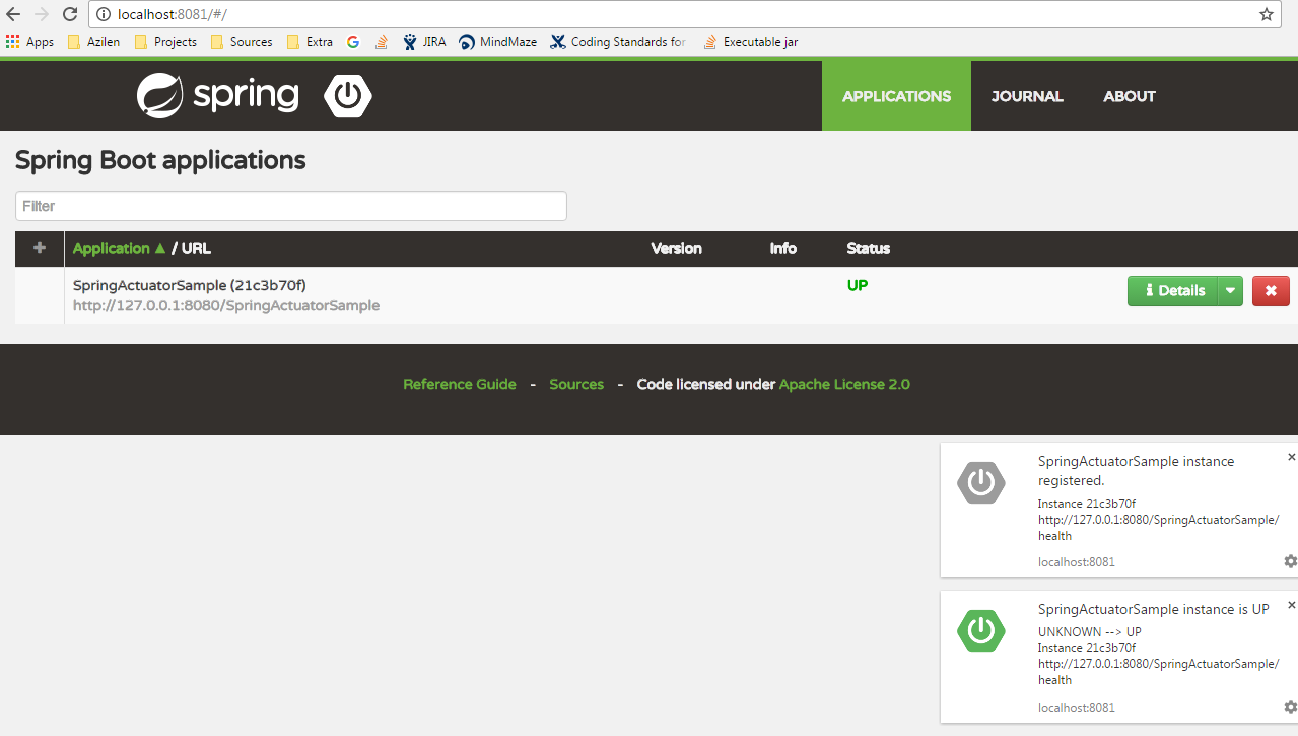 localhost:8081/#/
Apps Azilen Projects Sources Extra JIRA MindMaze Coding Standards for Executable jar
spring APPLICATIONS JOURNAL ABOUT
Spring Boot applications
Filter
+ Application ▲ / URL Version Info Status
SpringActuatorSample (21c3b70f) UP Details
http://127.0.0.1:8080/SpringActuatorSample
Reference Guide - Sources - Code licensed under Apache License 2.0
SpringActuatorSample instance
registered.
Instance 21c3b70f
http://127.0.0.1:8080/SpringActuatorSample/
health
localhost:8081
SpringActuatorSample instance is UP
UNKNOWN --> UP
Instance 21c3b70f
http://127.0.0.1:8080/SpringActuatorSample/
health
localhost:8081